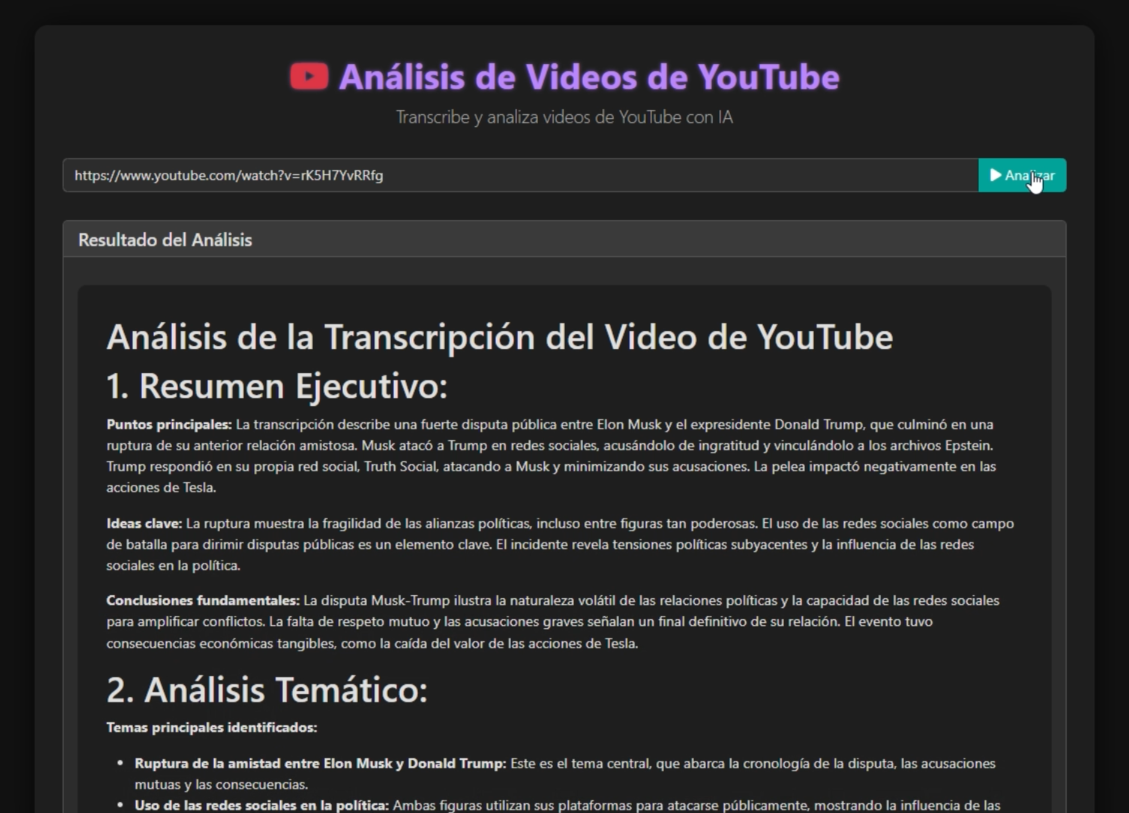 Análisis de Videos de YouTube
Transcribe y analiza videos de YouTube con IA
https://www.youtube.com/watch?v=rK5H7YvRRfg
Analizar
Resultado del Análisis
Análisis de la Transcripción del Video de YouTube
1. Resumen Ejecutivo:
Puntos principales: La transcripción describe una fuerte disputa pública entre Elon Musk y el expresidente Donald Trump, que culminó en una
ruptura de su anterior relación amistosa. Musk atacó a Trump en redes sociales, acusándolo de ingratitud y vinculándolo a los archivos Epstein.
Trump respondió en su propia red social, Truth Social, atacando a Musk y minimizando sus acusaciones. La pelea impactó negativamente en las
acciones de Tesla.
Ideas clave: La ruptura muestra la fragilidad de las alianzas políticas, incluso entre figuras tan poderosas. El uso de las redes sociales como campo
de batalla para dirimir disputas públicas es un elemento clave. El incidente revela tensiones políticas subyacentes y la influencia de las redes
sociales en la política.
Conclusiones fundamentales: La disputa Musk-Trump ilustra la naturaleza volátil de las relaciones políticas y la capacidad de las redes sociales
para amplificar conflictos. La falta de respeto mutuo y las acusaciones graves señalan un final definitivo de su relación. El evento tuvo
consecuencias económicas tangibles, como la caída del valor de las acciones de Tesla.
2. Análisis Temático:
Temas principales identificados:
• Ruptura de la amistad entre Elon Musk y Donald Trump: Este es el tema central, que abarca la cronología de la disputa, las acusaciones
mutuas y las consecuencias.
• Uso de las redes sociales en la política: Ambas figuras utilizan sus plataformas para atacarse públicamente, mostrando la influencia de las